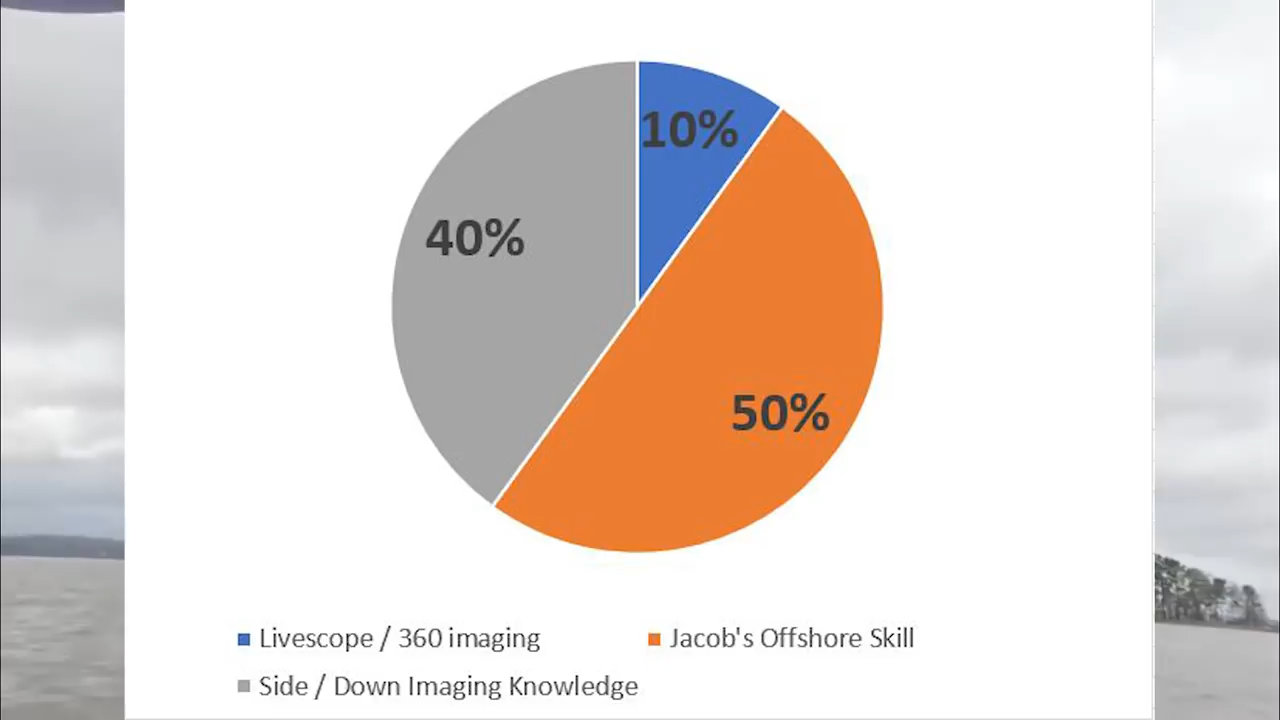 10%
40%
50%
Livescope / 360 imaging
Jacob's Offshore Skill
Side / Down Imaging Knowledge